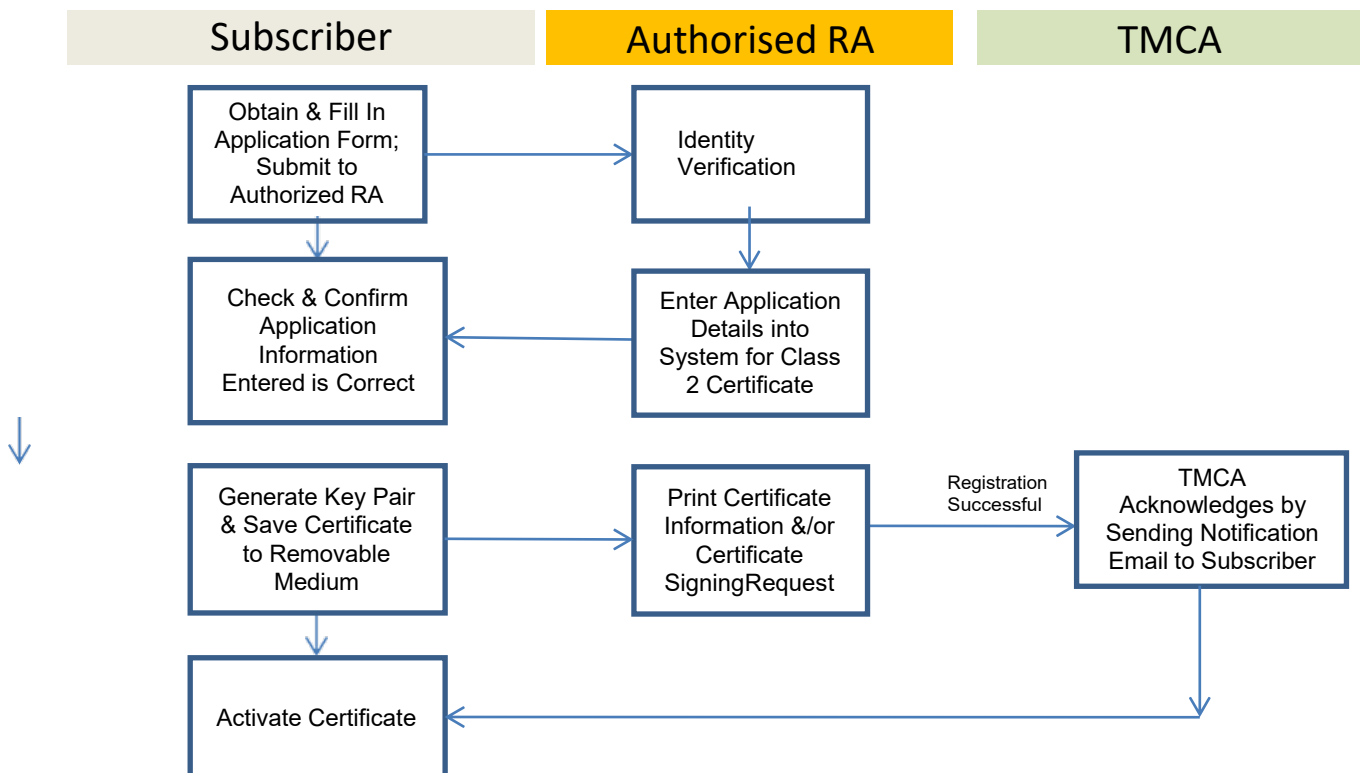 Subscriber
Authorised RA
TMCA
Obtain & Fill In
Application Form;
Submit to
Authorized RA
Identity
Verification
Check & Confirm
Application
Information
Entered is Correct
Enter Application
Details into
System for Class
2 Certificate
Generate Key Pair
& Save Certificate
to Removable
Medium
Print Certificate
Information &/or
Certificate
SigningRequest
Registration
Successful
TMCA
Acknowledges by
Sending Notification
Email to Subscriber
Activate Certificate